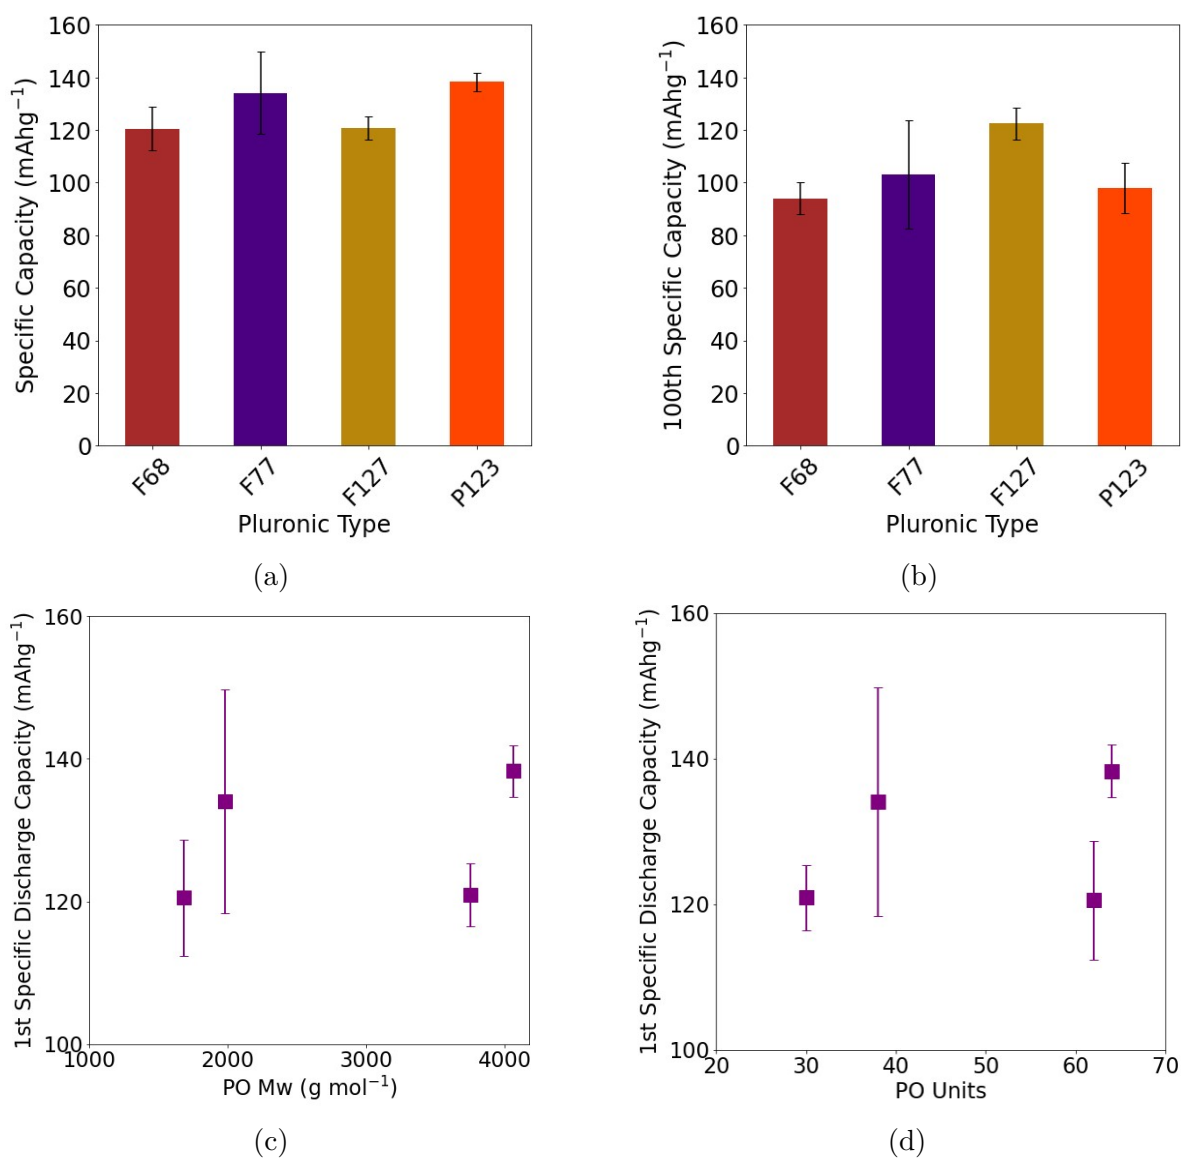 160
140
120
100
80
60
40
20
0
Specific Capacity (mAhg⁻¹)
F68
F77
F127
P123
Pluronic Type
(a)
160
140
120
100
80
60
40
20
0
100th Specific Capacity (mAhg⁻¹)
F68
F77
F127
P123
Pluronic Type
(b)
160
140
120
100
1st Specific Discharge Capacity (mAhg⁻¹)
1000 2000 3000 4000
PO Mw (g mol⁻¹)
(c)
160
140
120
100
1st Specific Discharge Capacity (mAhg⁻¹)
20 30 40 50 60 70
PO Units
(d)